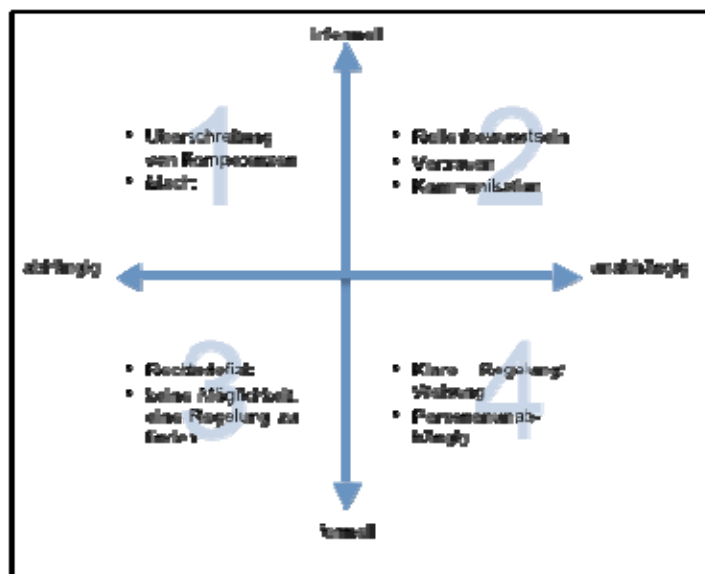 informell
1
• Überschreitung
von Kompetenzen
• Macht
2
• Rollenbewusstsein
• Vertrauen
• Kommunikation
abhängig
unabhängig
3
• Rechtsdefizit
• keine Möglichkeit,
eine Regelung zu
finden
4
• Klare Regelung/
Weisung
• Personenunab-
hängig
formell